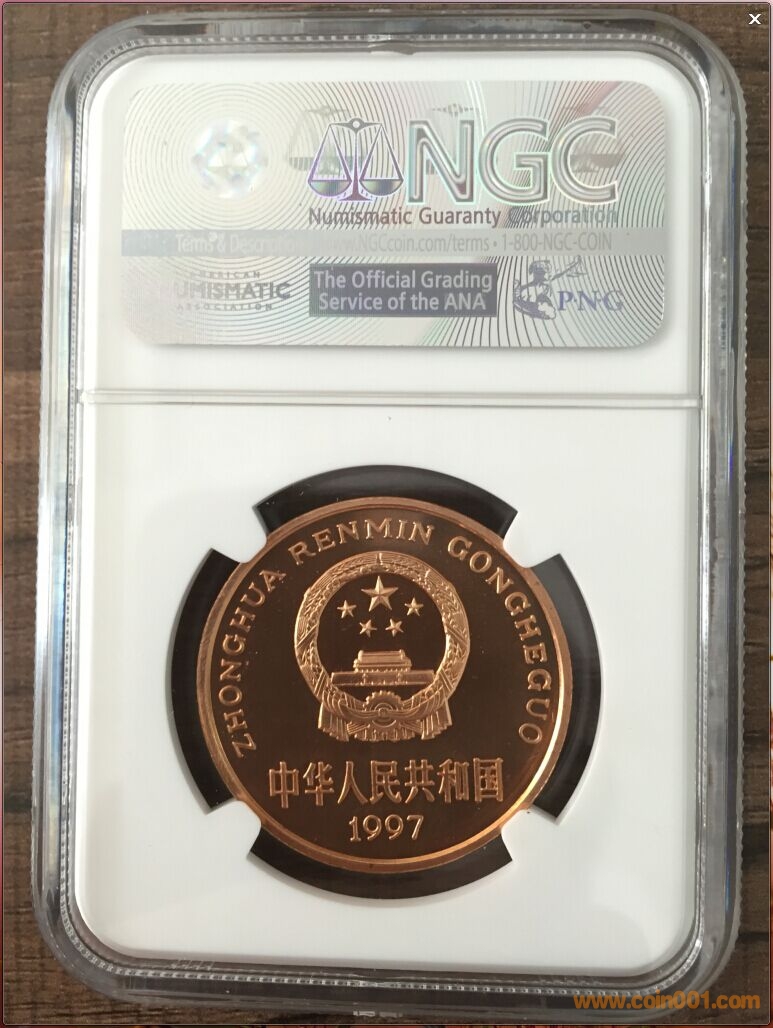 NGC
Numismatic Guaranty Corporation
Terms & www.NGCcoin.com/terms • 1-800-NGC-COIN
AMERICAN
NUMISMATIC
ASSOCIATION
The Official Grading
Service of the ANA
PNG
ZHONGHUA RENMIN GONGHEGUO
中华人民共和国
1997
www.coin001.com